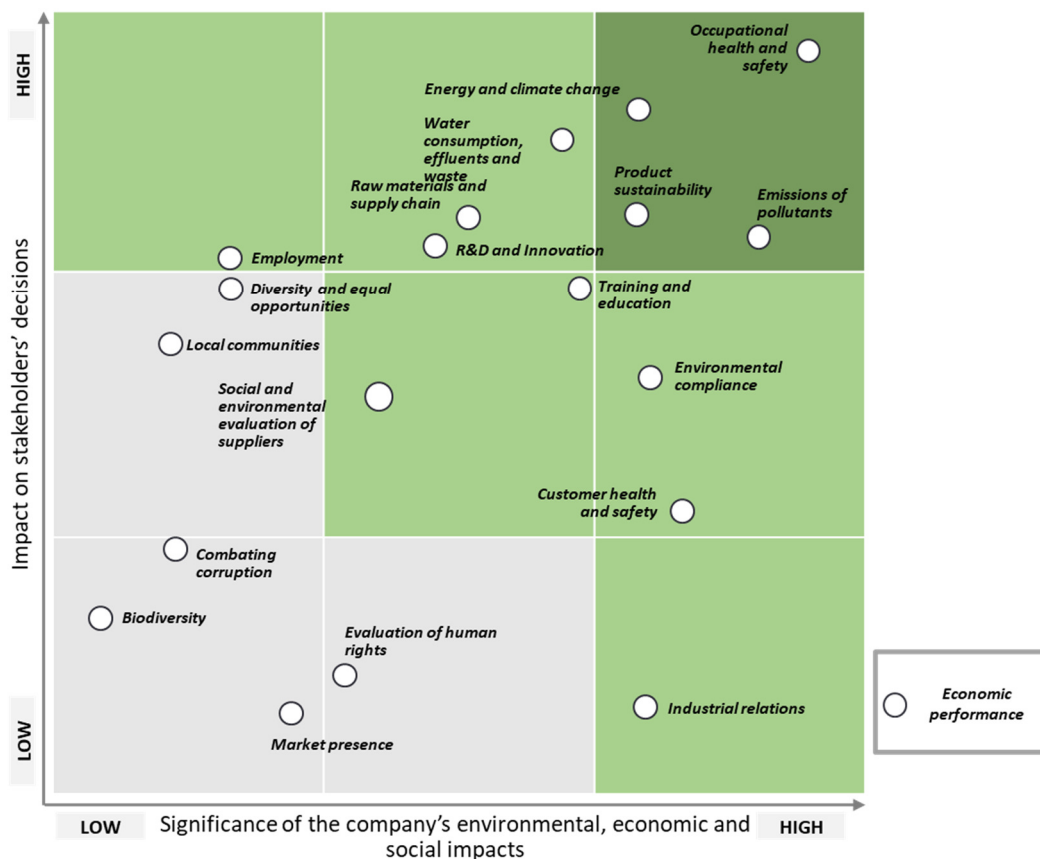 HIGH
Impact on stakeholders' decisions
LOW
Occupational
health and
safety
Energy and climate change
Water
consumption,
effluents and
waste
Raw materials and
supply chain
Product
sustainability
Emissions of
pollutants
R&D and Innovation
Employment
Diversity and equal
opportunities
Training and
education
Local communities
Environmental
compliance
Social and
environmental
evaluation of
suppliers
Customer health
and safety
Combating
corruption
Biodiversity
Evaluation of human
rights
Industrial relations
Market presence
Economic
performance
LOW
Significance of the company's environmental, economic and
social impacts
HIGH